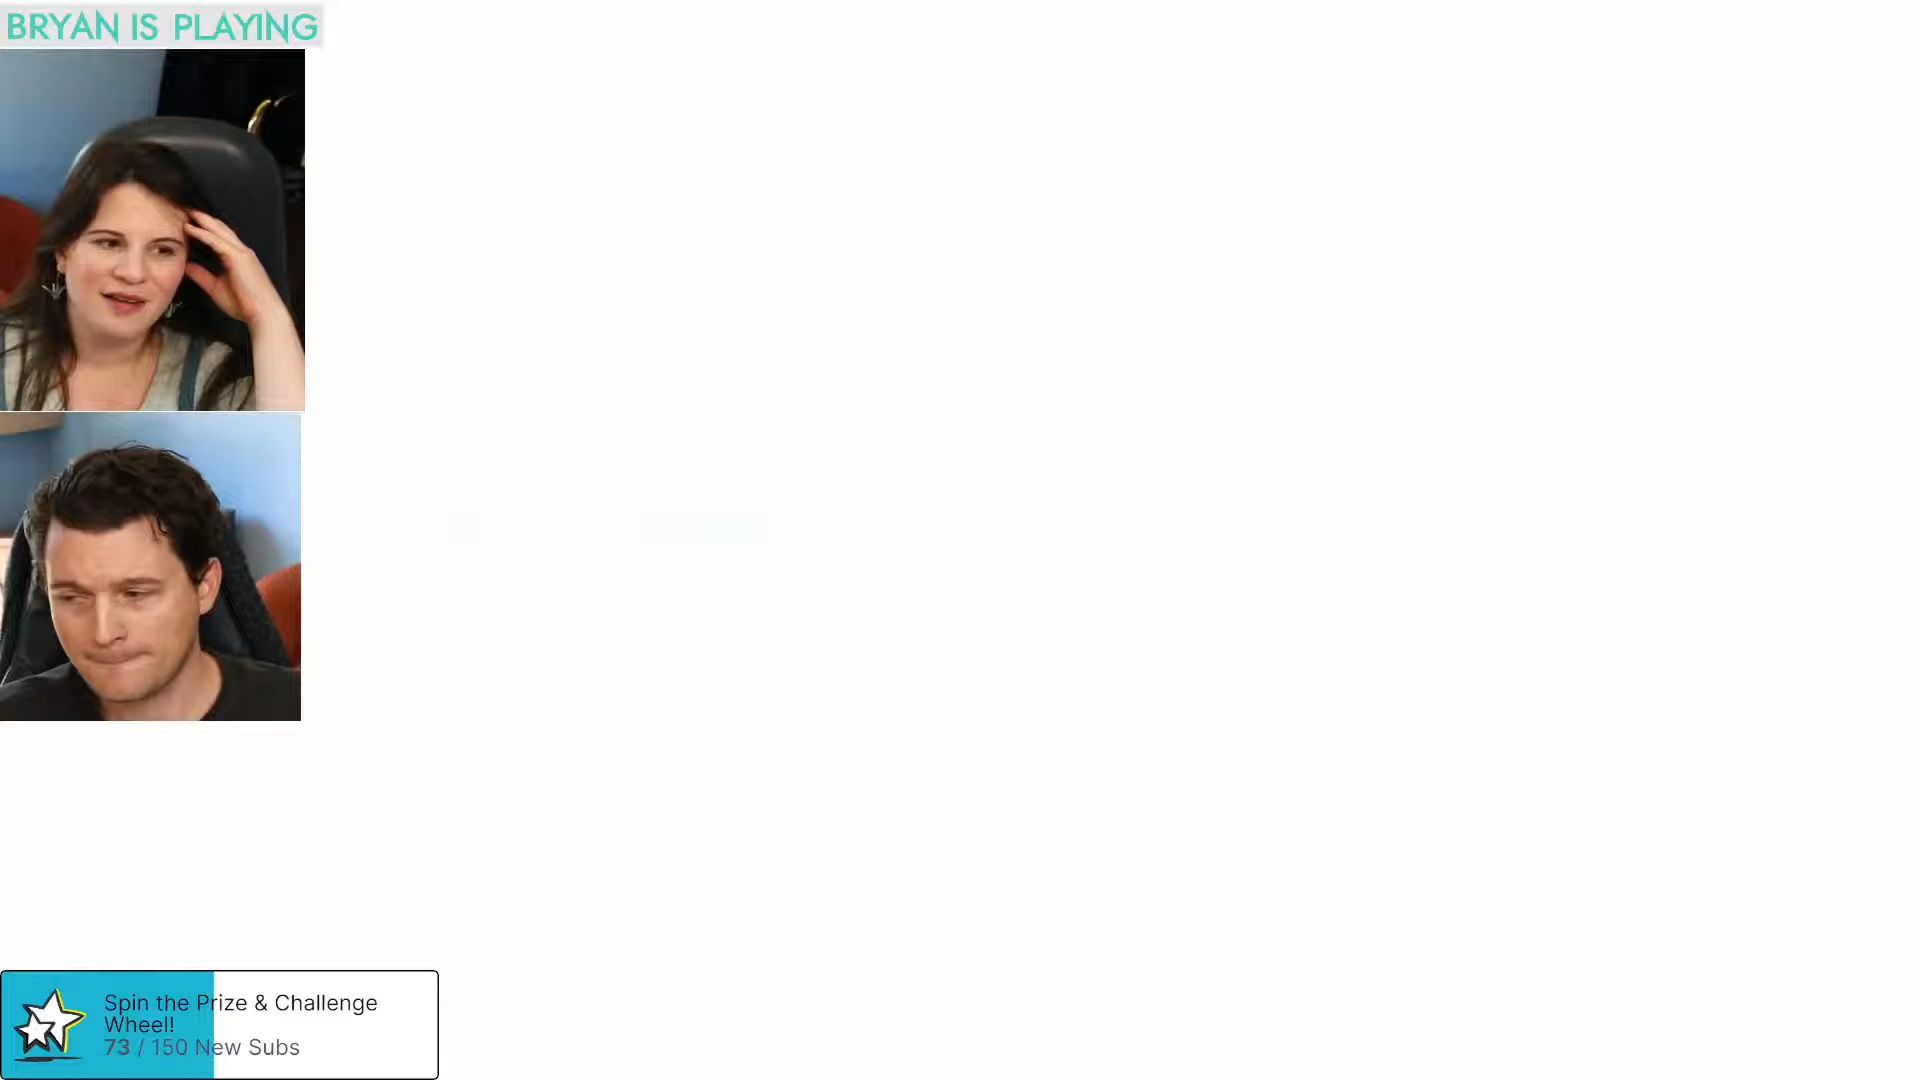 BRYAN IS PLAYING
Spin the Prize & Challenge
Wheel!
73 / 150 New Subs